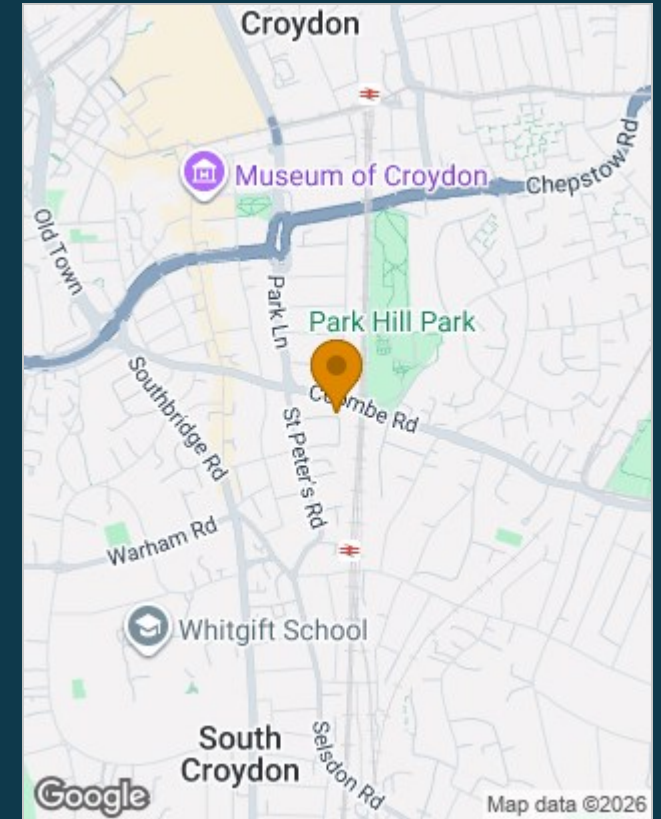 Croydon
Museum of Croydon
Chepstow Rd
Old Town
Park Ln
Park Hill Park
Coombe Rd
Southbridge Rd
St Peter's Rd
Warham Rd
Whitgift School
South
Croydon
Selsdon Rd
Google
Map data ©2026